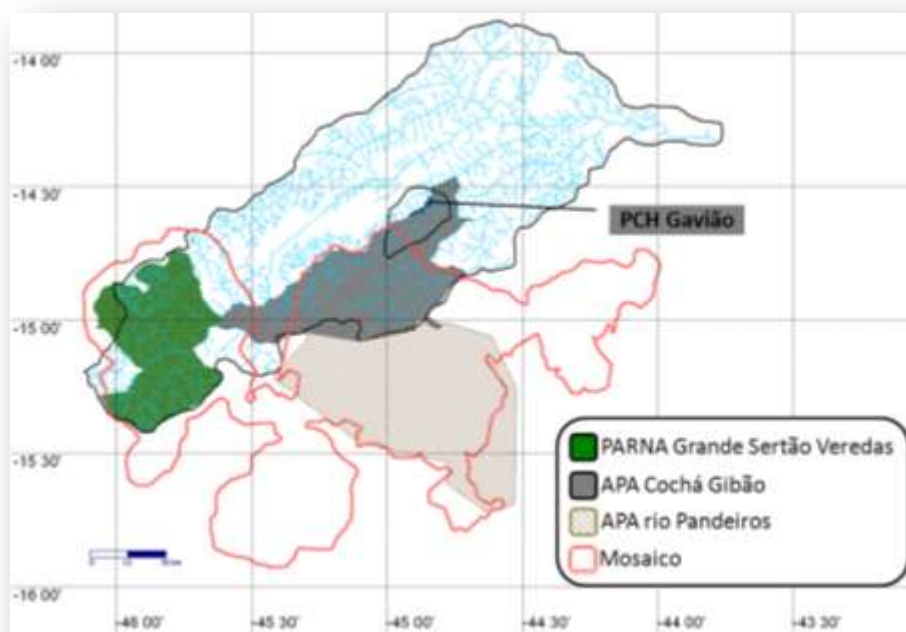 -14 00'
-14 30'
PCH Gavião
-15 00'
PARNA Grande Sertão Veredas
-15 30'
APA Cochá Gibão
APA rio Pandeiros
Mosaico
-16 00'
-46 00'
-45 30'
-45 00'
-44 30'
-44 00'
-43 30'